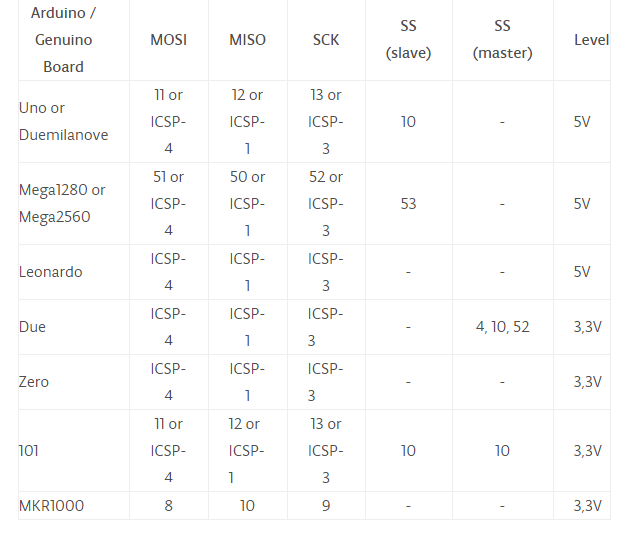 Arduino / Genuino Board MOSI MISO SCK SS (slave) SS (master) Level
Uno or Duemilanove 11 or ICSP-4 12 or ICSP-1 13 or ICSP-3 10 - 5V
Mega1280 or Mega2560 51 or ICSP-4 50 or ICSP-1 52 or ICSP-3 53 - 5V
Leonardo ICSP-4 ICSP-1 ICSP-3 - - 5V
Due ICSP-4 ICSP-1 ICSP-3 - 4, 10, 52 3,3V
Zero ICSP-4 ICSP-1 ICSP-3 - - 3,3V
101 11 or ICSP-4 12 or ICSP-1 13 or ICSP-3 10 10 3,3V
MKR1000 8 10 9 - - 3,3V